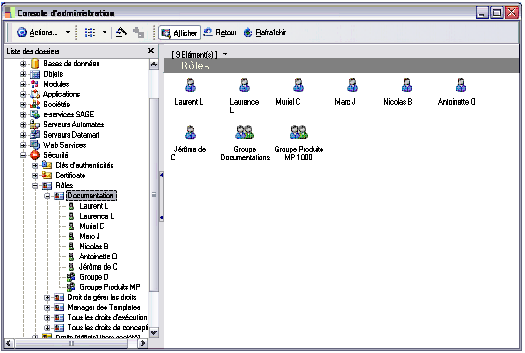 Console d'administration
Actions... Afficher Retour Rafraîchir
Liste des dossiers
Bases de données
Objets
Modules
Applications
Sociétés
e-services SAGE
Serveurs Automates
Serveurs Datamart
Web Services
Sécurité
Clés d'authenticités
Certificats
Rôles
Documentation
Laurent L
Laurence L
Muriel C
Marc J
Nicolas B
Antoinette O
Jérôme de C
Groupe D
Groupe Produits MP
Droit de gérer les droits
Manager des Templates
Tous les droits d'exécution
Tous les droits de concepti
[ 9 Elément(s) ]
Rôles
Laurent L
Laurence L
Muriel C
Marc J
Nicolas B
Antoinette O
Jérôme de C
Groupe Documentations
Groupe Produits MP 1000